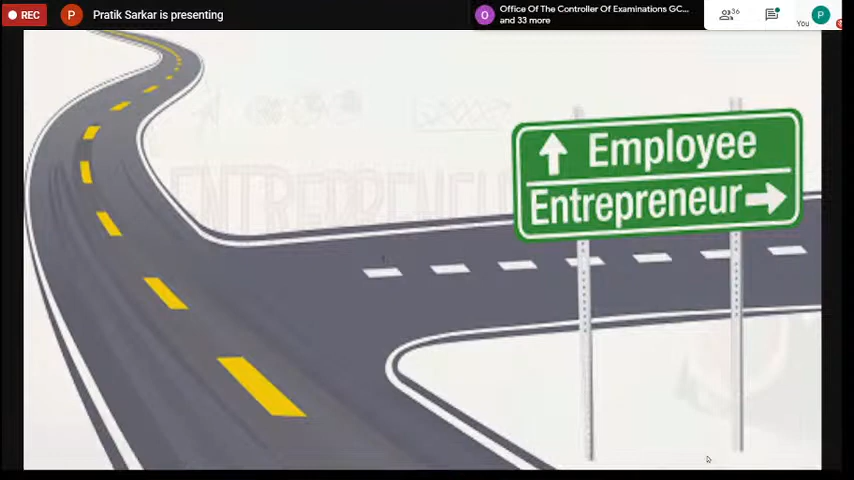 REC
P
Pratik Sarkar is presenting
O
Office Of The Controller Of Examinations GC...
and 33 more
36
You
P
Employee
Entrepreneur
ENTREPRENEU